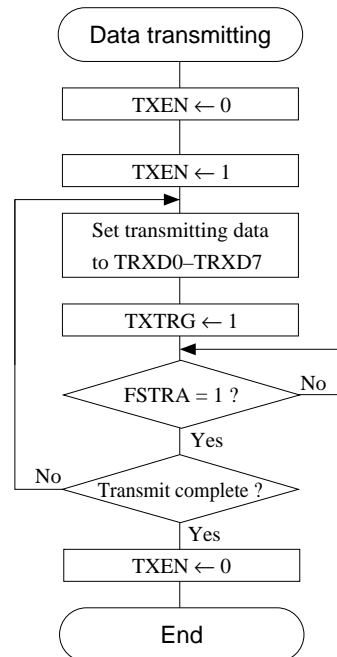 Data transmitting
TXEN ← 0
TXEN ← 1
Set transmitting data
to TRXD0–TRXD7
TXTRG ← 1
FSTRA = 1 ?
No
Yes
No
Transmit complete ?
Yes
TXEN ← 0
End